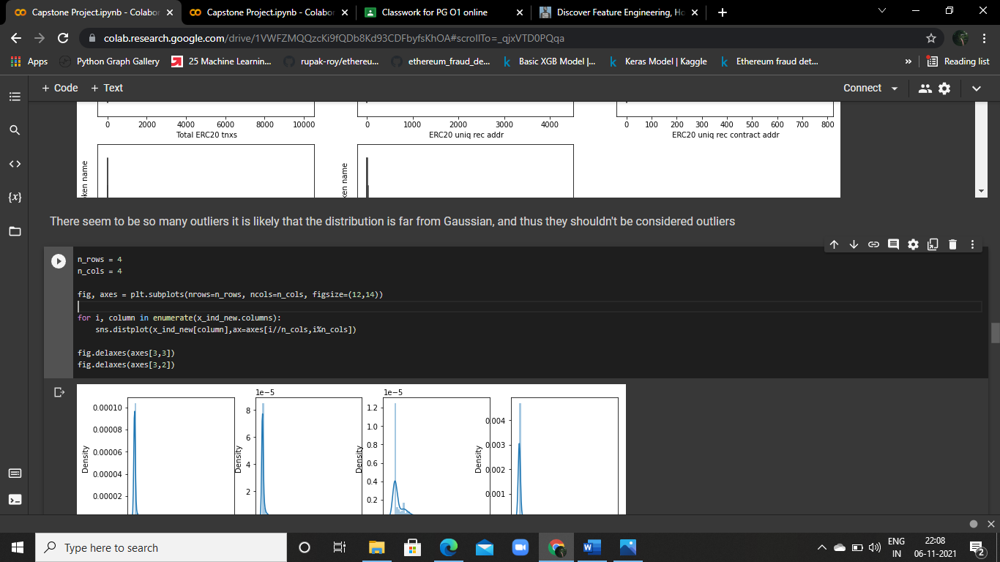 Capstone Project.ipynb - Colabor
Capstone Project.ipynb - Colabor
Classwork for PG O1 online
Discover Feature Engineering, Ho
colab.research.google.com/drive/1VWFZMQQzcKi9fQDb8Kd93CDFbyfsKhOA#scrollTo=_qjxVTD0PQqa
Apps
Python Graph Gallery
25 Machine Learnin...
rupak-roy/ethereu...
ethereum_fraud_de...
Basic XGB Model |...
Keras Model | Kaggle
Ethereum fraud det...
»
Reading list
+ Code + Text
Connect
0 2000 4000 6000 8000 10000
Total ERC20 tnxs
0 1000 2000 3000 4000
ERC20 uniq rec addr
0 100 200 300 400 500 600 700 800
ERC20 uniq rec contract addr
ken name
ken name
There seem to be so many outliers it is likely that the distribution is far from Gaussian, and thus they shouldn't be considered outliers
n_rows = 4
n_cols = 4
fig, axes = plt.subplots(nrows=n_rows, ncols=n_cols, figsize=(12,14))
for i, column in enumerate(x_ind_new.columns):
sns.distplot(x_ind_new[column],ax=axes[i//n_cols,i%n_cols])
fig.delaxes(axes[3,3])
fig.delaxes(axes[3,2])
0.00010
0.00008
0.00006
0.00004
0.00002
Density
1e-5
8
6
4
2
Density
1e-5
1.2
1.0
0.8
0.6
0.4
0.2
Density
0.004
0.003
0.002
0.001
Density
Type here to search
ENG
IN
22:08
06-11-2021
2